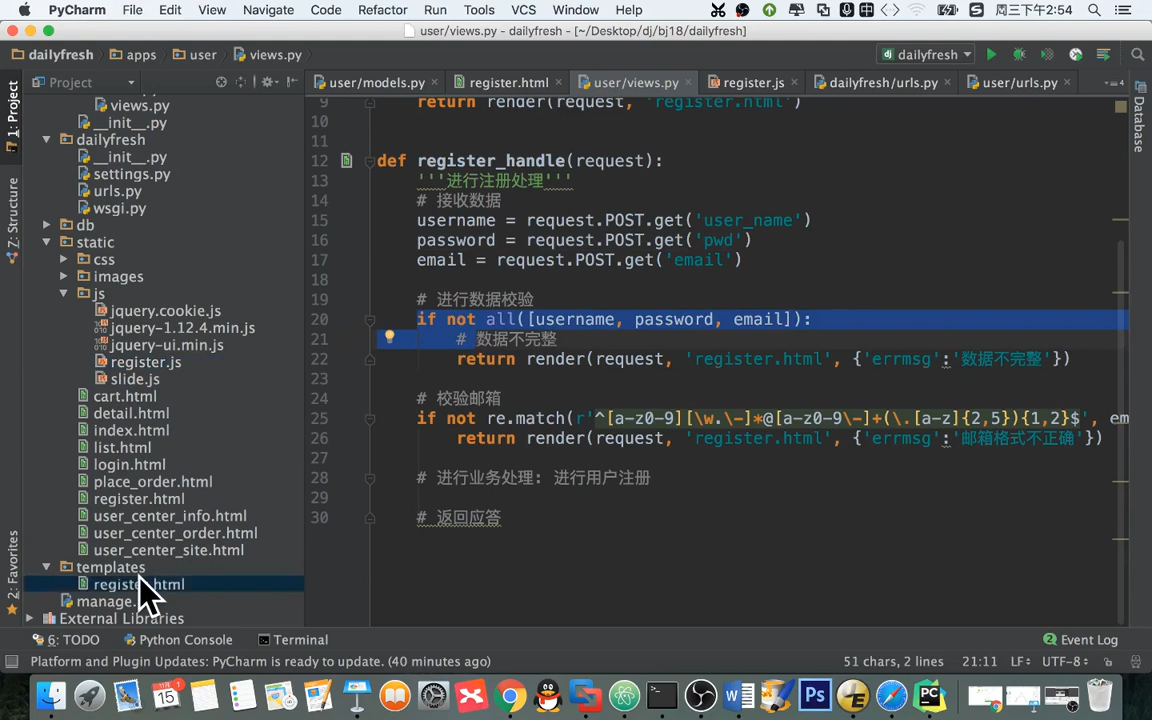 PyCharm File Edit View Navigate Code Refactor Run Tools VCS Window Help 周三下午2:54
user/views.py - dailyfresh - [~/Desktop/dj/bj18/dailyfresh]
dailyfresh apps user views.py dailyfresh
Project user/models.py register.html user/views.py register.js dailyfresh/urls.py user/urls.py
1: Project
7: Structure
2: Favorites
Database
views.py
__init__.py
dailyfresh
__init__.py
settings.py
urls.py
wsgi.py
db
static
css
images
js
jquery.cookie.js
jquery-1.12.4.min.js
jquery-ui.min.js
register.js
slide.js
cart.html
detail.html
index.html
list.html
login.html
place_order.html
register.html
user_center_info.html
user_center_order.html
user_center_site.html
templates
register.html
manage.
External Libraries
9 return render(request, 'register.html')
10
11
12 def register_handle(request):
13 '''进行注册处理'''
14 # 接收数据
15 username = request.POST.get('user_name')
16 password = request.POST.get('pwd')
17 email = request.POST.get('email')
18
19 # 进行数据校验
20 if not all([username, password, email]):
21 # 数据不完整
22 return render(request, 'register.html', {'errmsg':'数据不完整'})
23
24 # 校验邮箱
25 if not re.match(r'^[a-z0-9][\w.\-]*@[a-z0-9\-]+(\.[a-z]{2,5}){1,2}$', em
26 return render(request, 'register.html', {'errmsg':'邮箱格式不正确'})
27
28 # 进行业务处理: 进行用户注册
29
30 # 返回应答
6: TODO Python Console Terminal 2 Event Log
Platform and Plugin Updates: PyCharm is ready to update. (40 minutes ago) 51 chars, 2 lines 21:11 LF÷ UTF-8÷